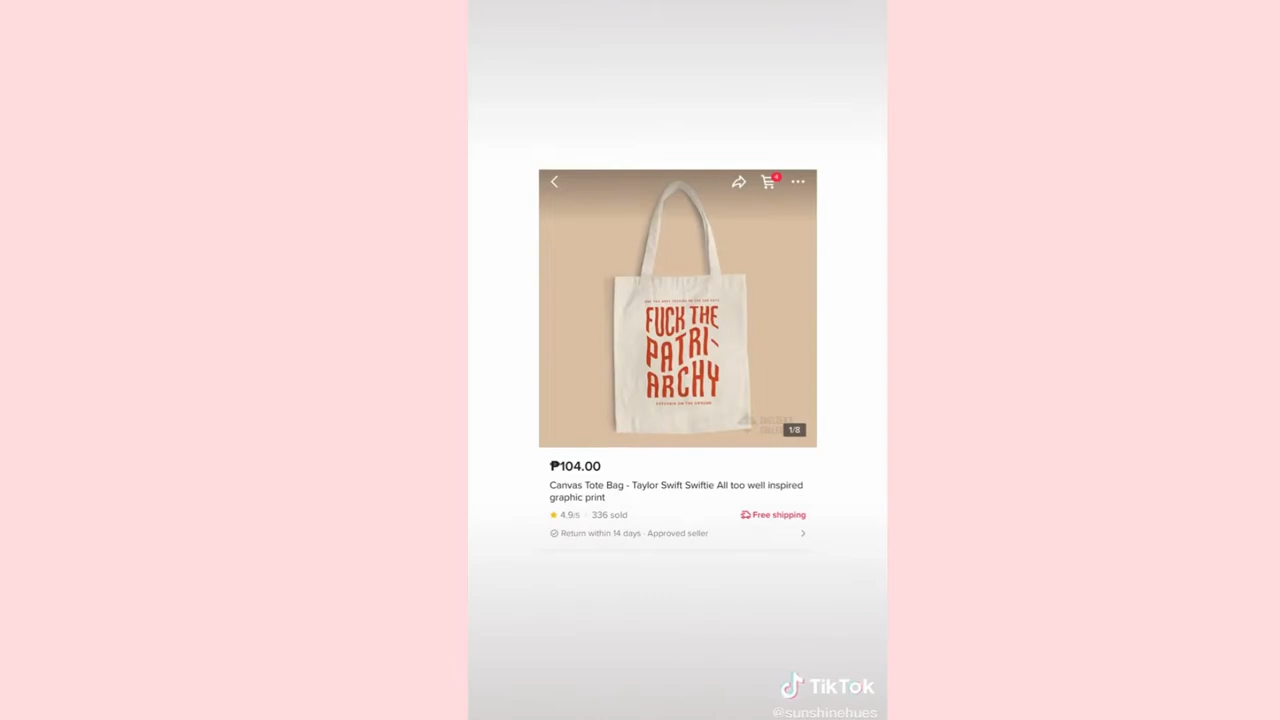 4
FUCK THE
PATRI-
ARCHY
1/8
₱104.00
Canvas Tote Bag - Taylor Swift Swiftie All too well inspired
graphic print
4.9/5 336 sold
Free shipping
Return within 14 days · Approved seller
TikTok
@sunshinehues